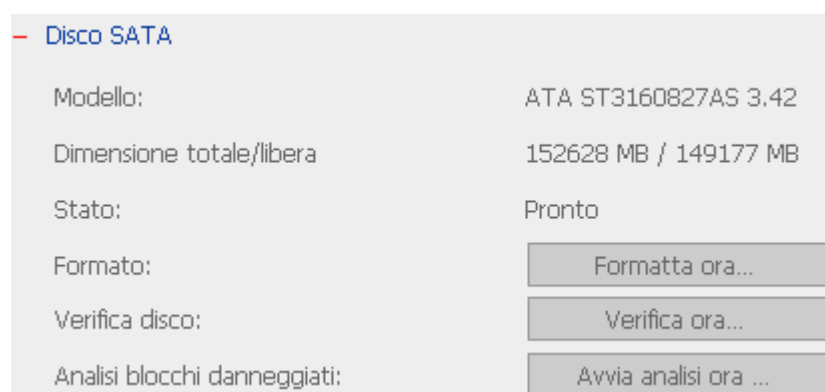 – Disco SATA
Modello: ATA ST3160827AS 3.42
Dimensione totale/libera 152628 MB / 149177 MB
Stato: Pronto
Formato: Formatta ora...
Verifica disco: Verifica ora...
Analisi blocchi danneggiati: Avvia analisi ora ...